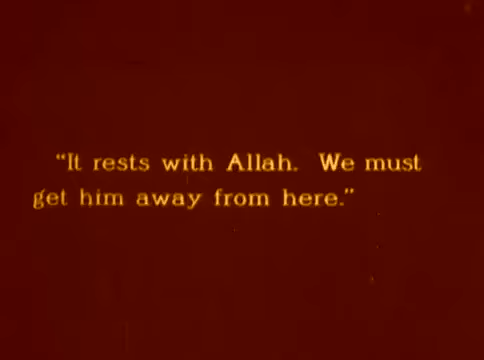 “It rests with Allah. We must
get him away from here.”